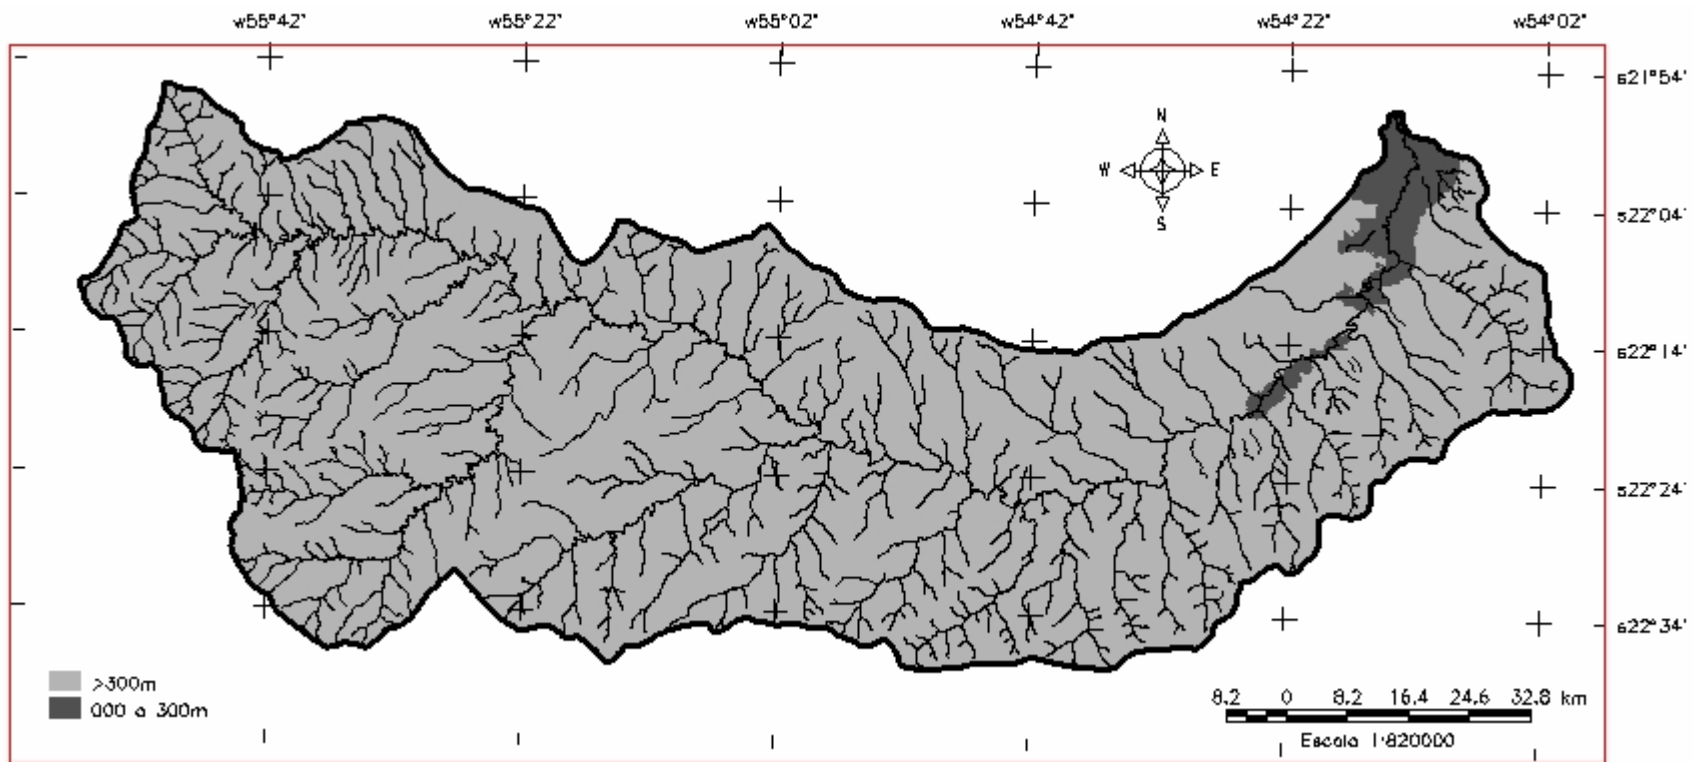 w55°42' w55°22' w55°02' w54°42' w54°22' w54°02'
s21°54'
N
W E
S
s22°04'
s22°14'
s22°24'
s22°34'
>300m
000 a 300m
8.2 0 8.2 16.4 24.6 32.8 km
Escala 1:820000